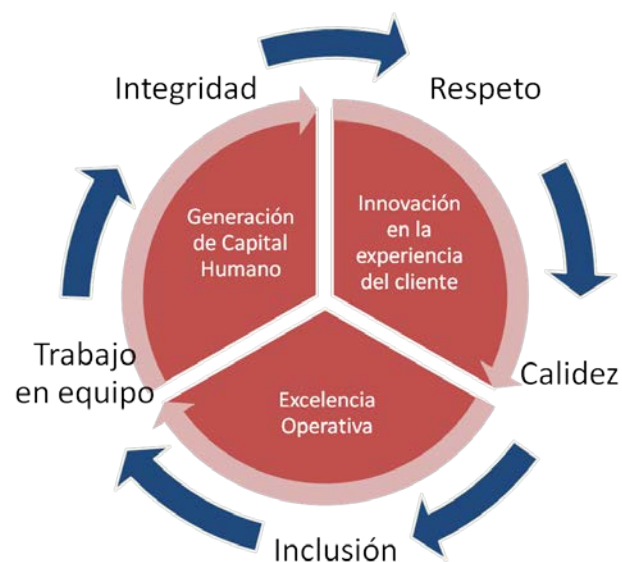 Integridad
Respeto
Generación
de Capital
Humano
Innovación
en la
experiencia
del cliente
Trabajo
en equipo
Calidez
Excelencia
Operativa
Inclusión